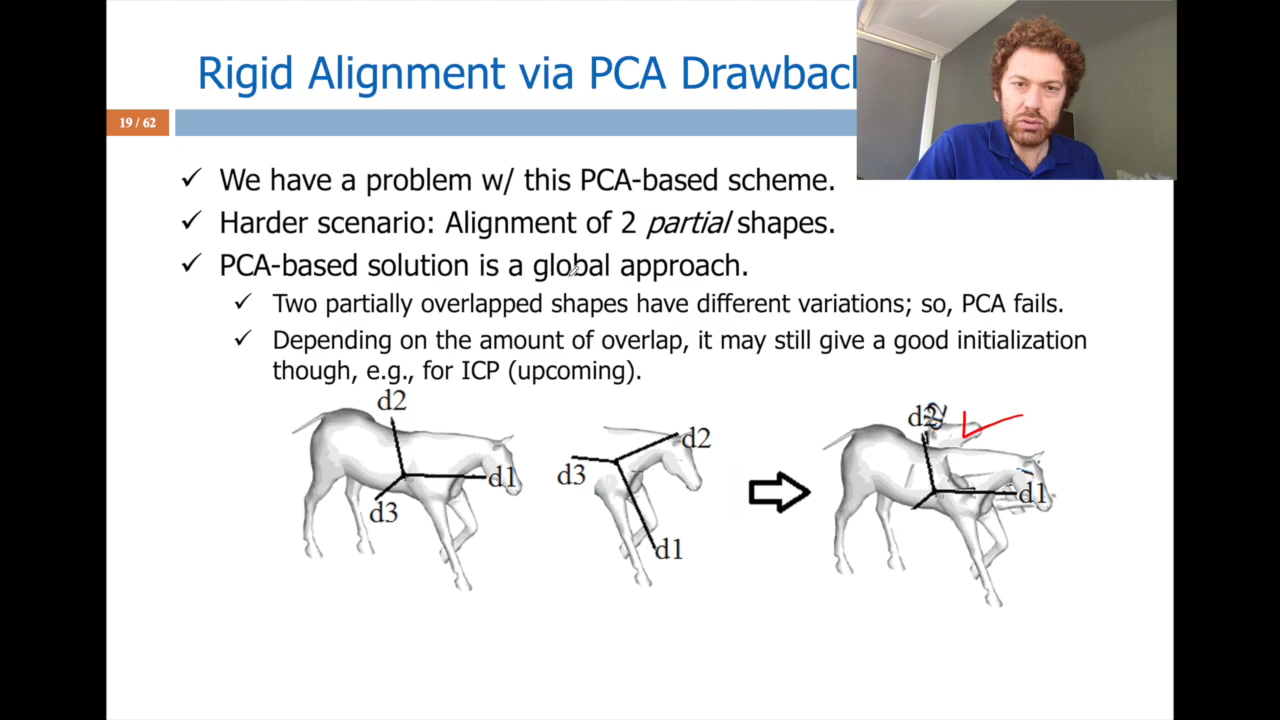 Rigid Alignment via PCA Drawbac
19 / 62
✓ We have a problem w/ this PCA-based scheme.
✓ Harder scenario: Alignment of 2 partial shapes.
✓ PCA-based solution is a global approach.
✓ Two partially overlapped shapes have different variations; so, PCA fails.
✓ Depending on the amount of overlap, it may still give a good initialization
though, e.g., for ICP (upcoming).
d2
d1
d3
d2
d3
d1
d2
d1